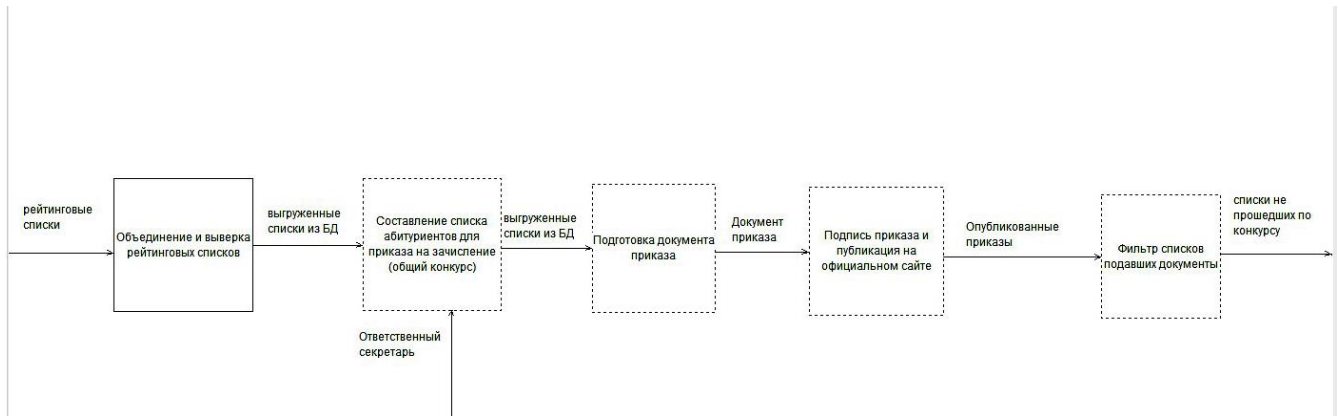 рейтинговые
списки
Объединение и выверка
рейтинговых списков
выгруженные
списки из БД
Составление списка
абитуриентов для
приказа на зачисление
(общий конкурс)
Ответственный
секретарь
выгруженные
списки из БД
Подготовка документа
приказа
Документ
приказа
Подпись приказа и
публикация на
официальном сайте
Опубликованные
приказы
Фильтр списков
подавших документы
списки не
прошедших по
конкурсу